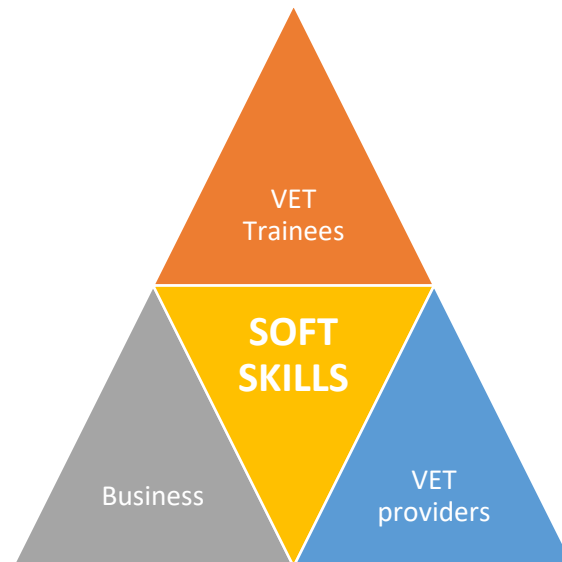 VET
Trainees
SOFT
SKILLS
Business
VET
providers